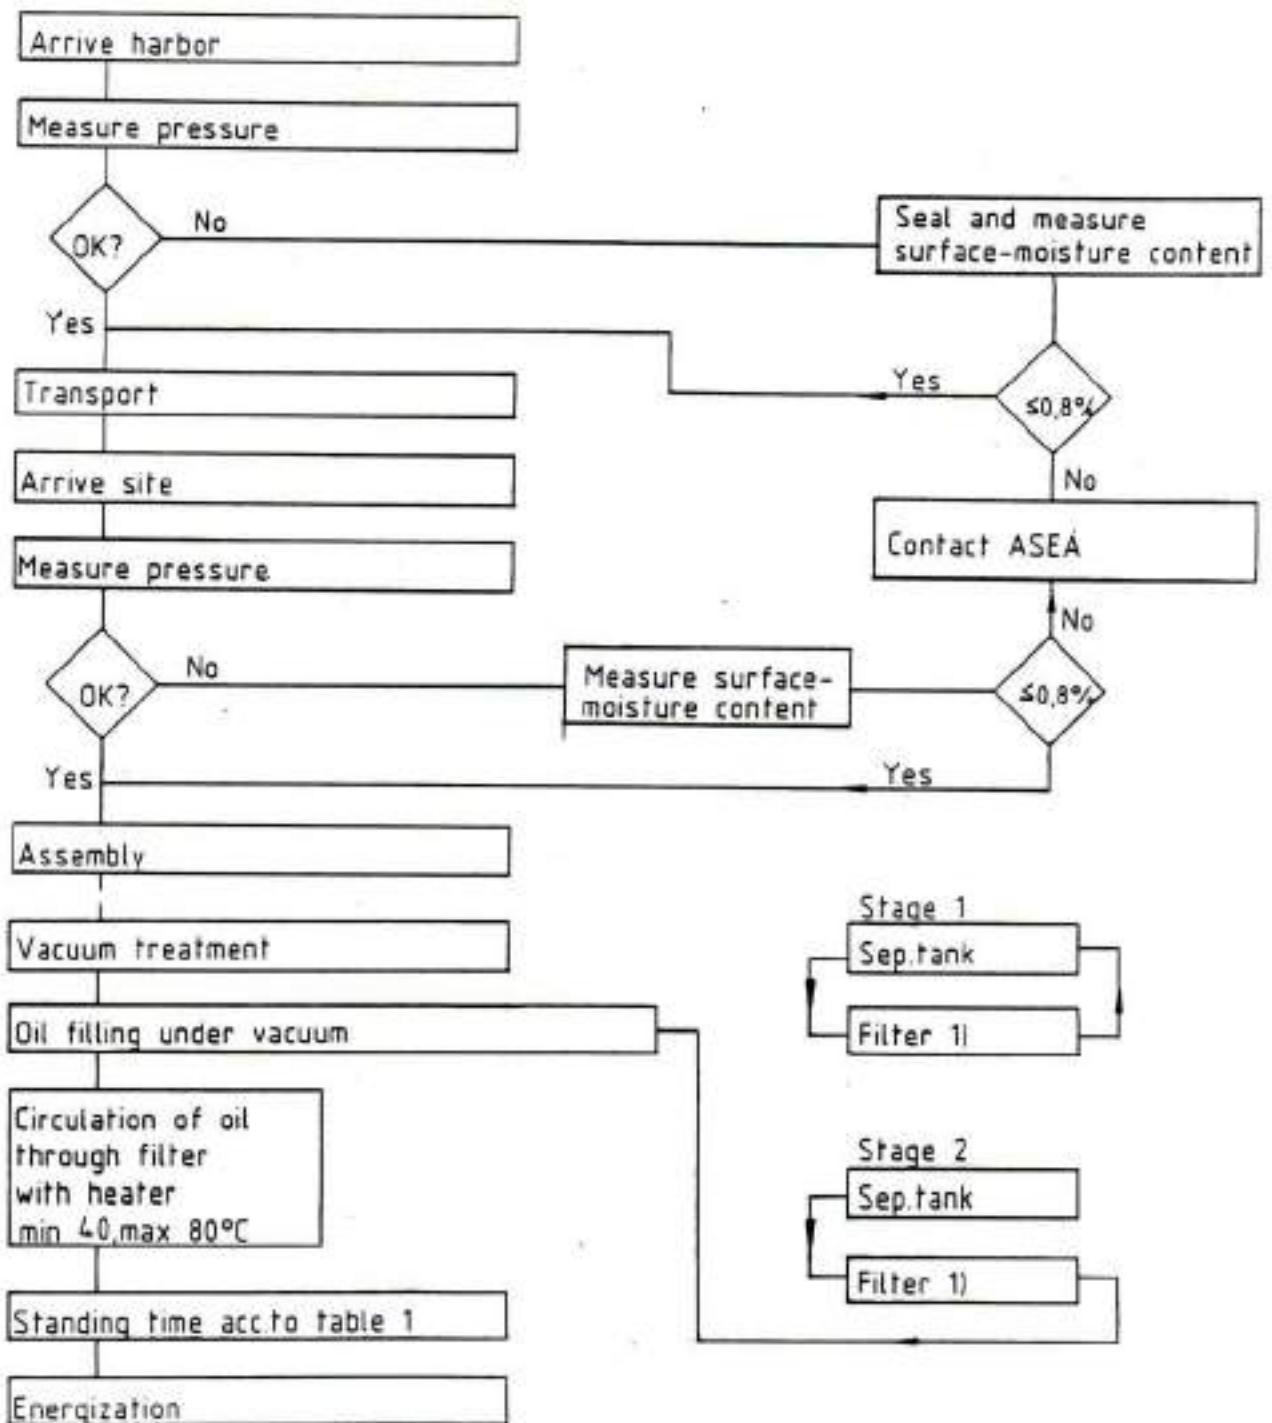 Arrive harbor
Measure pressure
OK?
No
Seal and measure
surface-moisture content
Yes
Yes
≤0,8%
Transport
No
Arrive site
Contact ASEA
Measure pressure
No
OK?
No
Measure surface-
moisture content
≤0,8%
Yes
Yes
Assembly
Vacuum treatment
Oil filling under vacuum
Circulation of oil
through filter
with heater
min 40,max 80°C
Standing time acc.to table 1
Energization
Stage 1
Sep.tank
Filter 1)
Stage 2
Sep.tank
Filter 1)